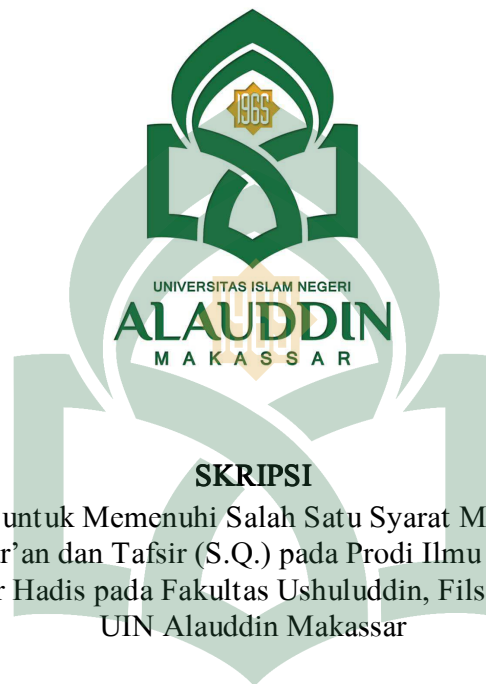 1965
UNIVERSITAS ISLAM NEGERI
ALAUDDIN
MAKASSAR
1965
SKRIPSI
untuk Memenuhi Salah Satu Syarat M
r’an dan Tafsir (S.Q.) pada Prodi Ilmu
r Hadis pada Fakultas Ushuluddin, Fils
UIN Alauddin Makassar